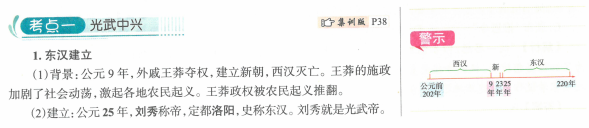 考点一 光武中兴 集训版 P38
1. 东汉建立
(1)背景:公元9年,外戚王莽夺权,建立新朝,西汉灭亡。王莽的施政
加剧了社会动荡,激起各地农民起义。王莽政权被农民起义推翻。
(2)建立:公元25年,刘秀称帝,定都洛阳,史称东汉。刘秀就是光武帝。
警示
西汉 新 东汉
公元前 9 23 25 220年
202年 年 年 年